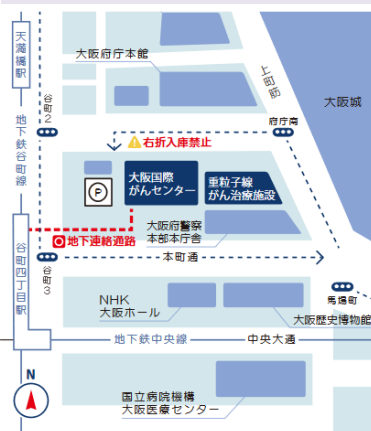 天満橋駅
大阪府庁本館
上町筋
大阪城
谷町2
府庁南
地下鉄谷町線
右折入庫禁止
大阪国際
がんセンター
重粒子線
がん治療施設
P
大阪府警察
本部本庁舎
地下連絡通路
本町通
谷町四丁目駅
谷町3
馬場町
NHK
大阪ホール
大阪歴史博物館
地下鉄中央線
中央大通
N
国立病院機構
大阪医療センター